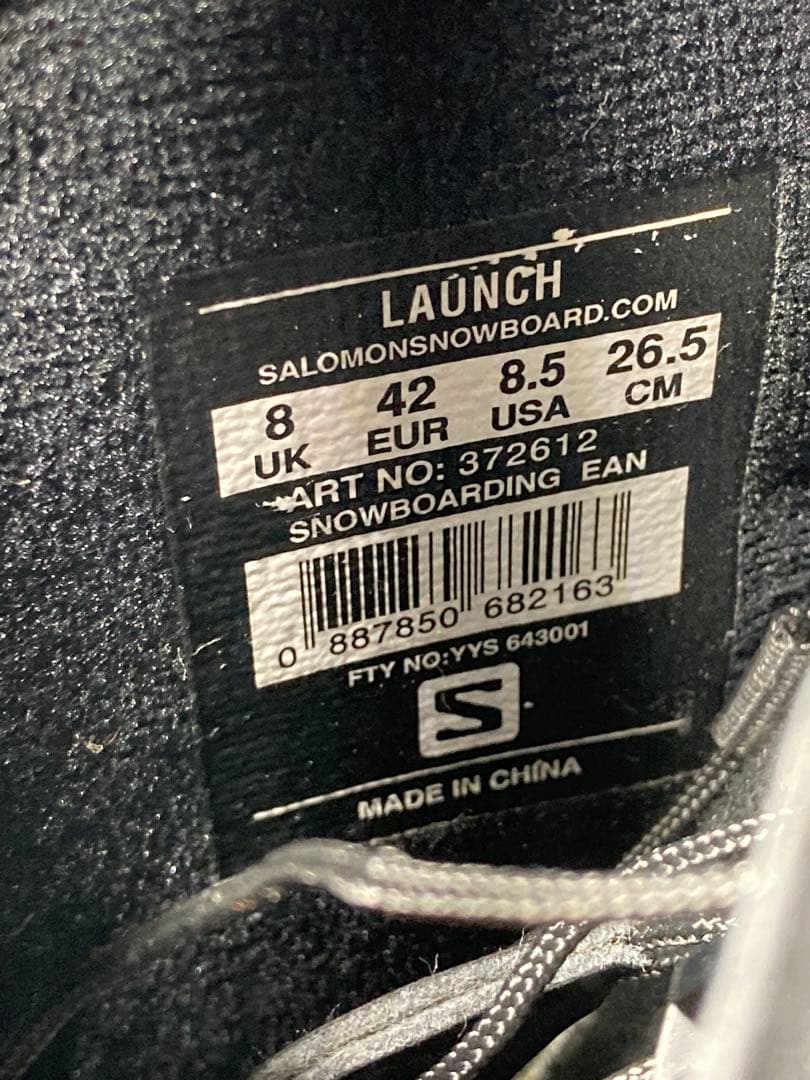 LAUNCH
SALOMONSNOWBOARD.COM
8 42 8.5 26.5
UK EUR USA CM
ART NO: 372612
SNOWBOARDING EAN
0 887850 682163
FTY NO:YYS 643001
S
MADE IN CHINA